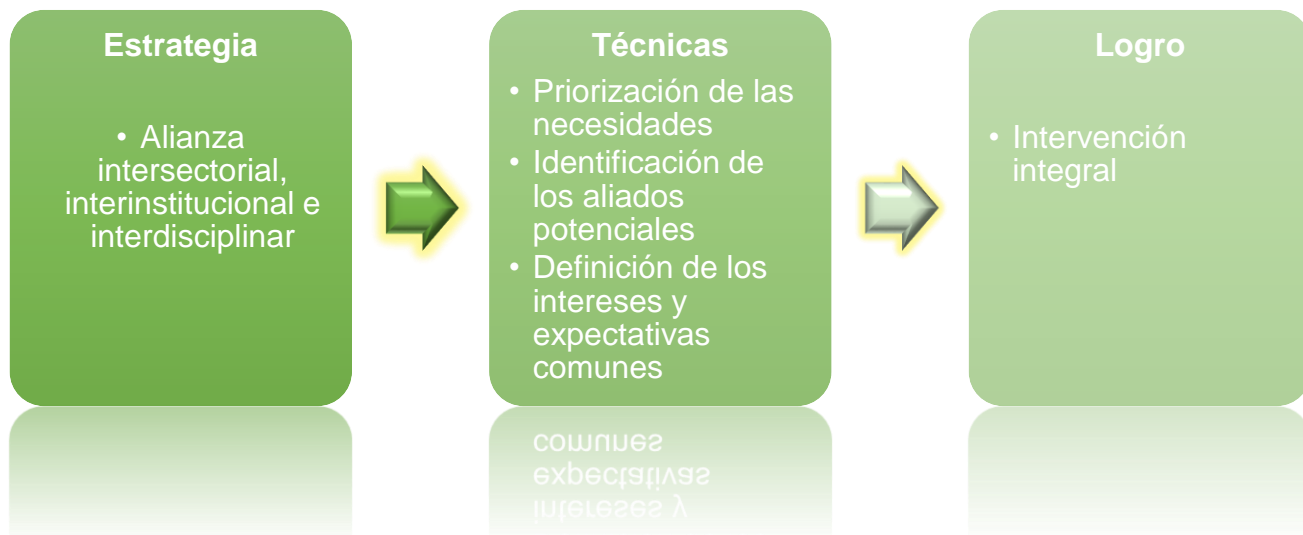 Estrategia
• Alianza
intersectorial,
interinstitucional e
interdisciplinar
Técnicas
• Priorización de las
necesidades
• Identificación de
los aliados
potenciales
• Definición de los
intereses y
expectativas
comunes
Logro
• Intervención
integral